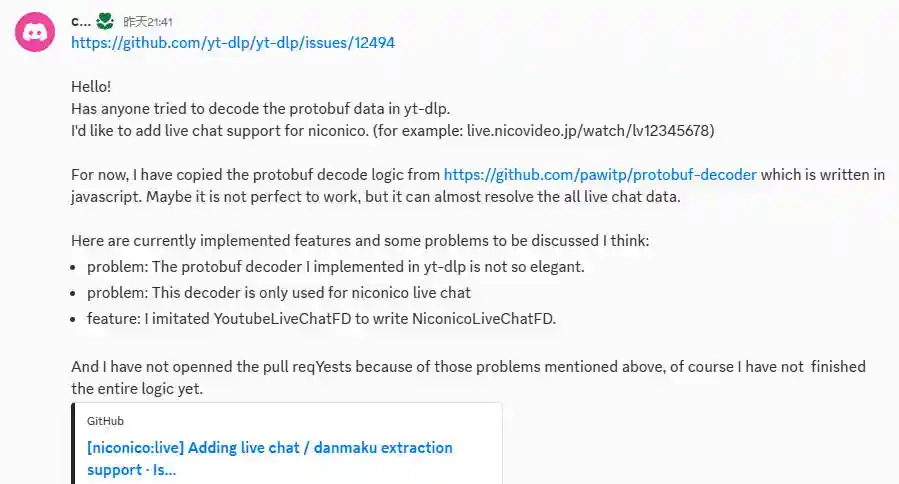 c... 昨天21:41
https://github.com/yt-dlp/yt-dlp/issues/12494
Hello!
Has anyone tried to decode the protobuf data in yt-dlp.
I'd like to add live chat support for niconico. (for example: live.nicovideo.jp/watch/lv12345678)
For now, I have copied the protobuf decode logic from https://github.com/pawitp/protobuf-decoder which is written in
javascript. Maybe it is not perfect to work, but it can almost resolve the all live chat data.
Here are currently implemented features and some problems to be discussed I think:
• problem: The protobuf decoder I implemented in yt-dlp is not so elegant.
• problem: This decoder is only used for niconico live chat
• feature: I imitated YoutubeLiveChatFD to write NiconicoLiveChatFD.
And I have not openned the pull reqYests because of those problems mentioned above, of course I have not finished
the entire logic yet.
GitHub
[niconico:live] Adding live chat / danmaku extraction
support · Is...